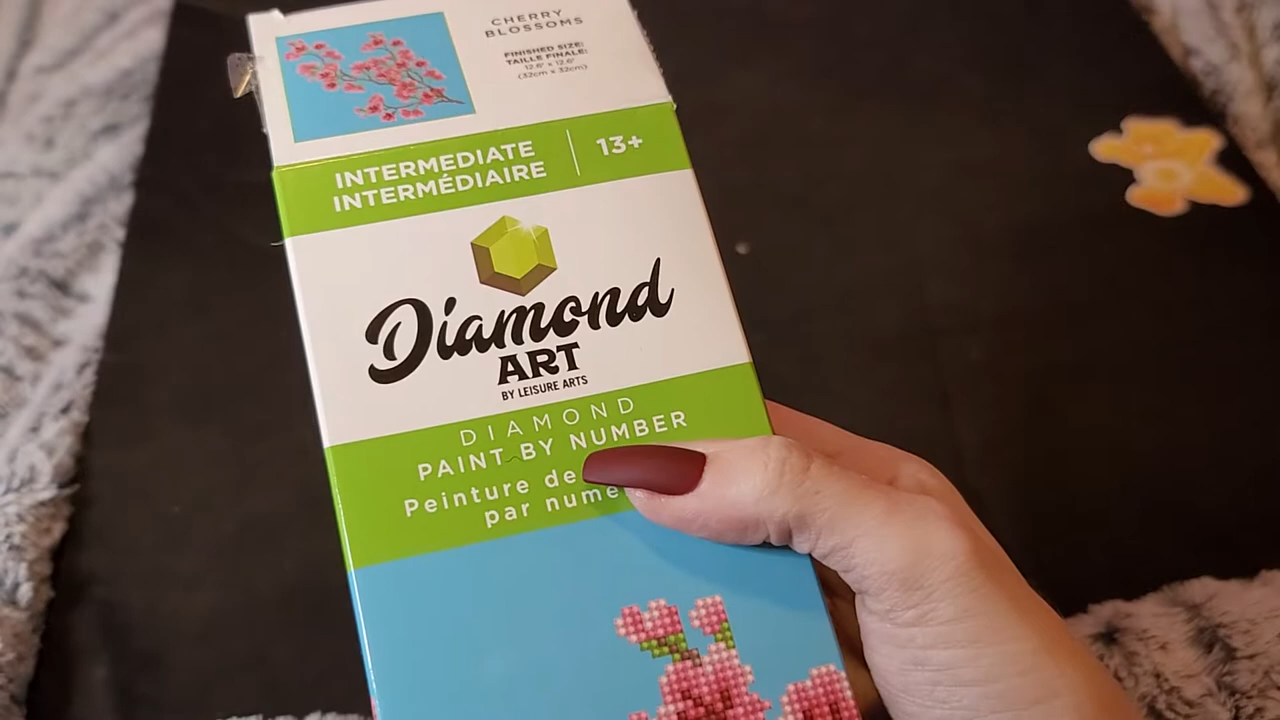 CHERRY
BLOSSOMS
FINISHED SIZE:
TAILLE FINALE:
12.6" x 12.6"
(32cm x 32cm)
INTERMEDIATE
INTERMÉDIAIRE
13+
Diamond
ART
BY LEISURE ARTS
DIAMOND
PAINT BY NUMBER
Peinture de
par